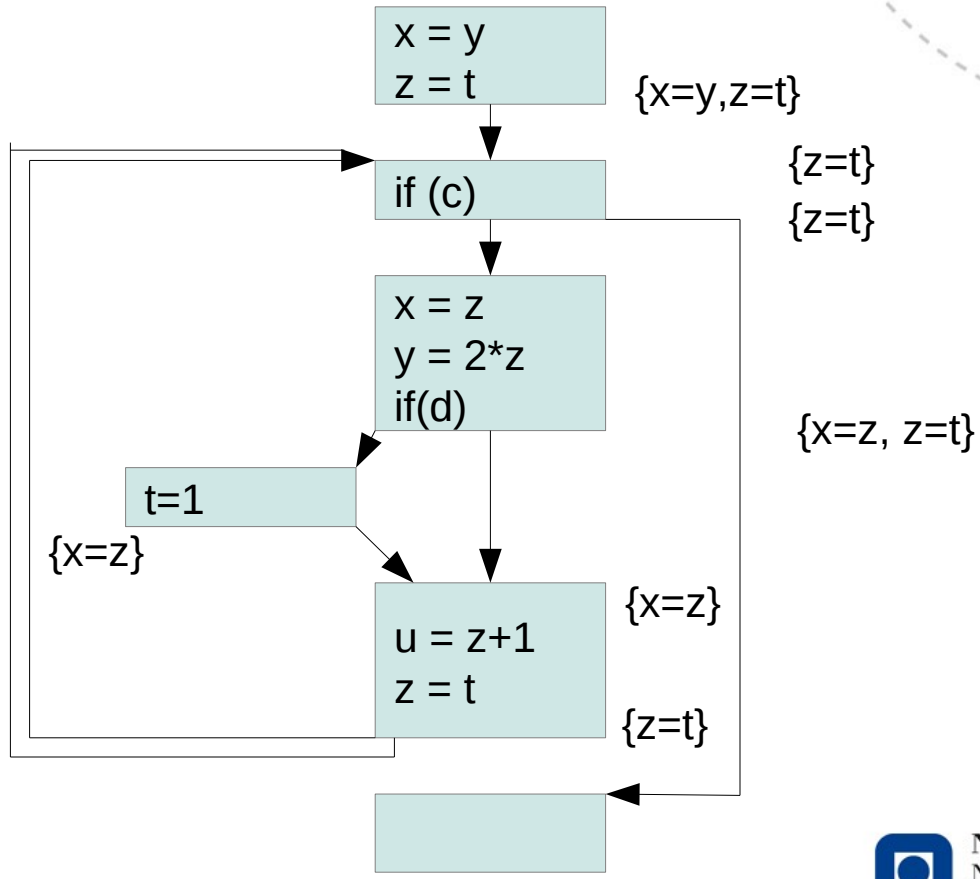 x = y
z = t
{x=y,z=t}
{z=t}
if (c)
{z=t}
x = z
y = 2*z
if(d)
{x=z, z=t}
t=1
{x=z}
{x=z}
u = z+1
z = t
{z=t}